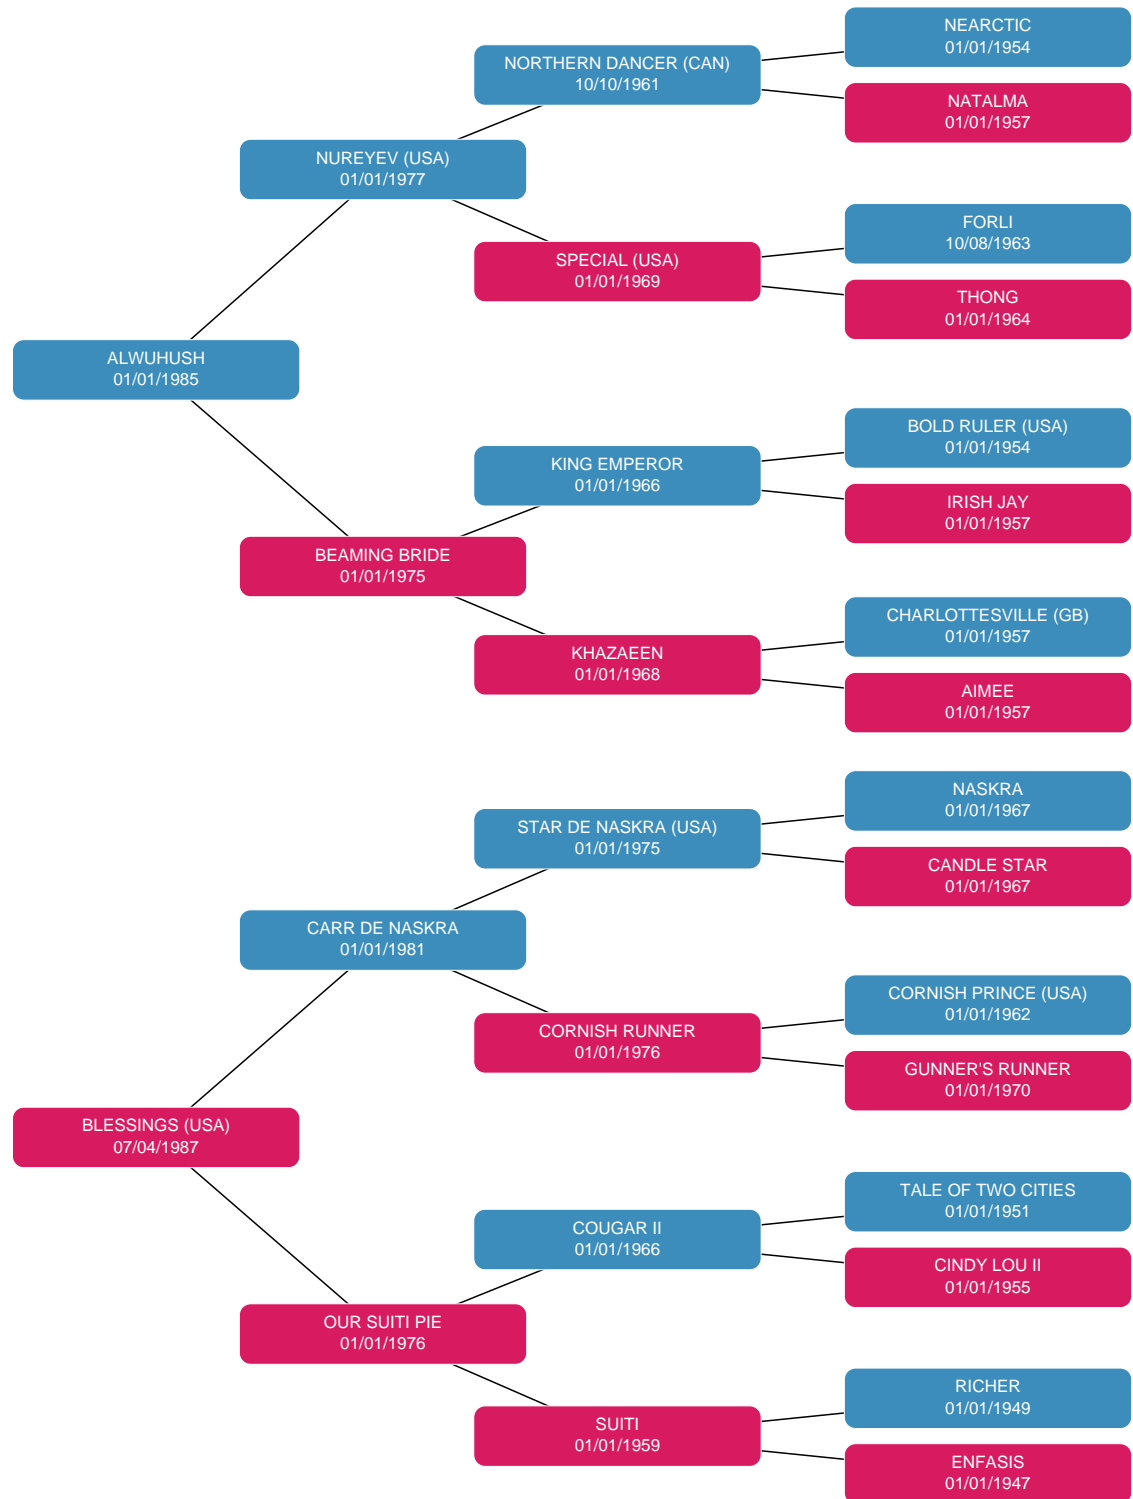 NEARCTIC
01/01/1954
NORTHERN DANCER (CAN)
10/10/1961
NATALMA
01/01/1957
NUREYEV (USA)
01/01/1977
FORLI
10/08/1963
SPECIAL (USA)
01/01/1969
THONG
01/01/1964
ALWUHUSH
01/01/1985
BOLD RULER (USA)
01/01/1954
KING EMPEROR
01/01/1966
IRISH JAY
01/01/1957
BEAMING BRIDE
01/01/1975
CHARLOTTESVILLE (GB)
01/01/1957
KHAZAEEN
01/01/1968
AIMEE
01/01/1957
NASKRA
01/01/1967
STAR DE NASKRA (USA)
01/01/1975
CANDLE STAR
01/01/1967
CARR DE NASKRA
01/01/1981
CORNISH PRINCE (USA)
01/01/1962
CORNISH RUNNER
01/01/1976
GUNNER'S RUNNER
01/01/1970
BLESSINGS (USA)
07/04/1987
TALE OF TWO CITIES
01/01/1951
COUGAR II
01/01/1966
CINDY LOU II
01/01/1955
OUR SUITI PIE
01/01/1976
RICHER
01/01/1949
SUITI
01/01/1959
ENFASIS
01/01/1947